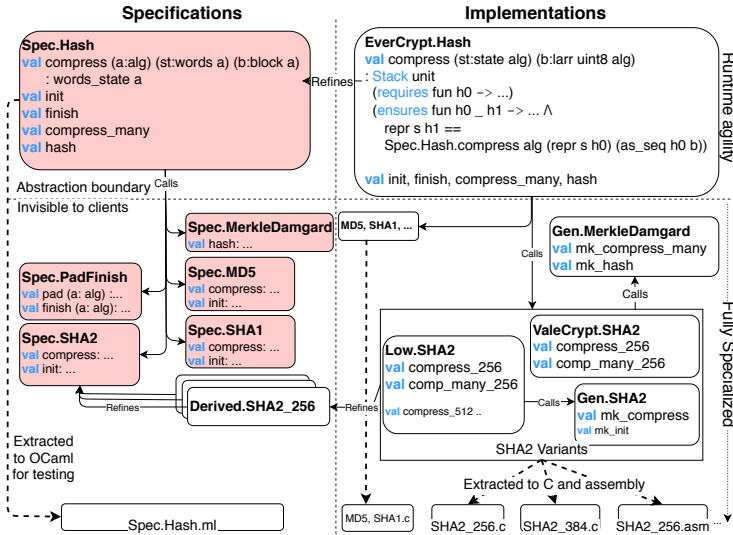 Specifications
Implementations
Spec.Hash
val compress (a:alg) (st:words a) (b:block a)
: words_state a
val init
val finish
val compress_many
val hash
Refines
EverCrypt.Hash
val compress (st:state alg) (b:larr uint8 alg)
: Stack unit
(requires fun h0 -> ...)
(ensures fun h0 _ h1 -> ... /\
repr s h1 ==
Spec.Hash.compress alg (repr s h0) (as_seq h0 b))
val init, finish, compress_many, hash
Runtime agility
Abstraction boundary
Calls
Invisible to clients
Spec.MerkleDamgard
val hash: ...
MD5, SHA1, ...
Gen.MerkleDamgard
val mk_compress_many
val mk_hash
Calls
Spec.PadFinish
val pad (a: alg) :...
val finish (a: alg): ...
Spec.MD5
val compress: ...
val init: ...
Calls
Spec.SHA2
val compress: ...
val init: ...
Spec.SHA1
val compress: ...
val init: ...
Low.SHA2
val compress_256
val comp_many_256
val compress_512 ..
ValeCrypt.SHA2
val compress_256
val comp_many_256
Fully Specialized
Derived.SHA2_256
Refines
Refines
Calls
Gen.SHA2
val mk_compress
val mk_init
SHA2 Variants
Extracted
to OCaml
for testing
Extracted to C and assembly
Spec.Hash.ml
MD5, SHA1.c
SHA2_256.c
SHA2_384.c
SHA2_256.asm
...